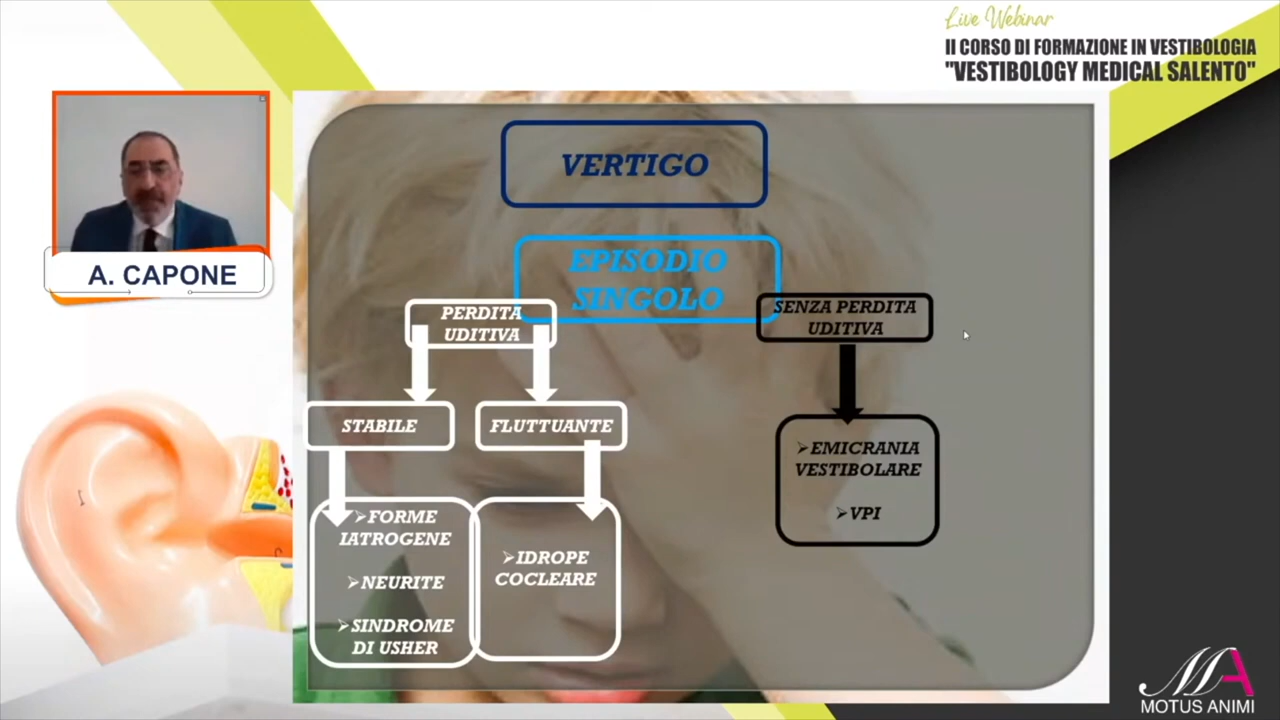 Live Webinar
II CORSO DI FORMAZIONE IN VESTIBOLOGIA
"VESTIBOLOGY MEDICAL SALENTO"
A. CAPONE
VERTIGO
EPISODIO
SINGOLO
PERDITA
UDITIVA
SENZA PERDITA
UDITIVA
STABILE
FLUTTUANTE
➢FORME
IATROGENE
➢NEURITE
➢SINDROME
DI USHER
➢IDROPE
COCLEARE
➢EMICRANIA
VESTIBOLARE
➢VPI
MA
MOTUS ANIMI